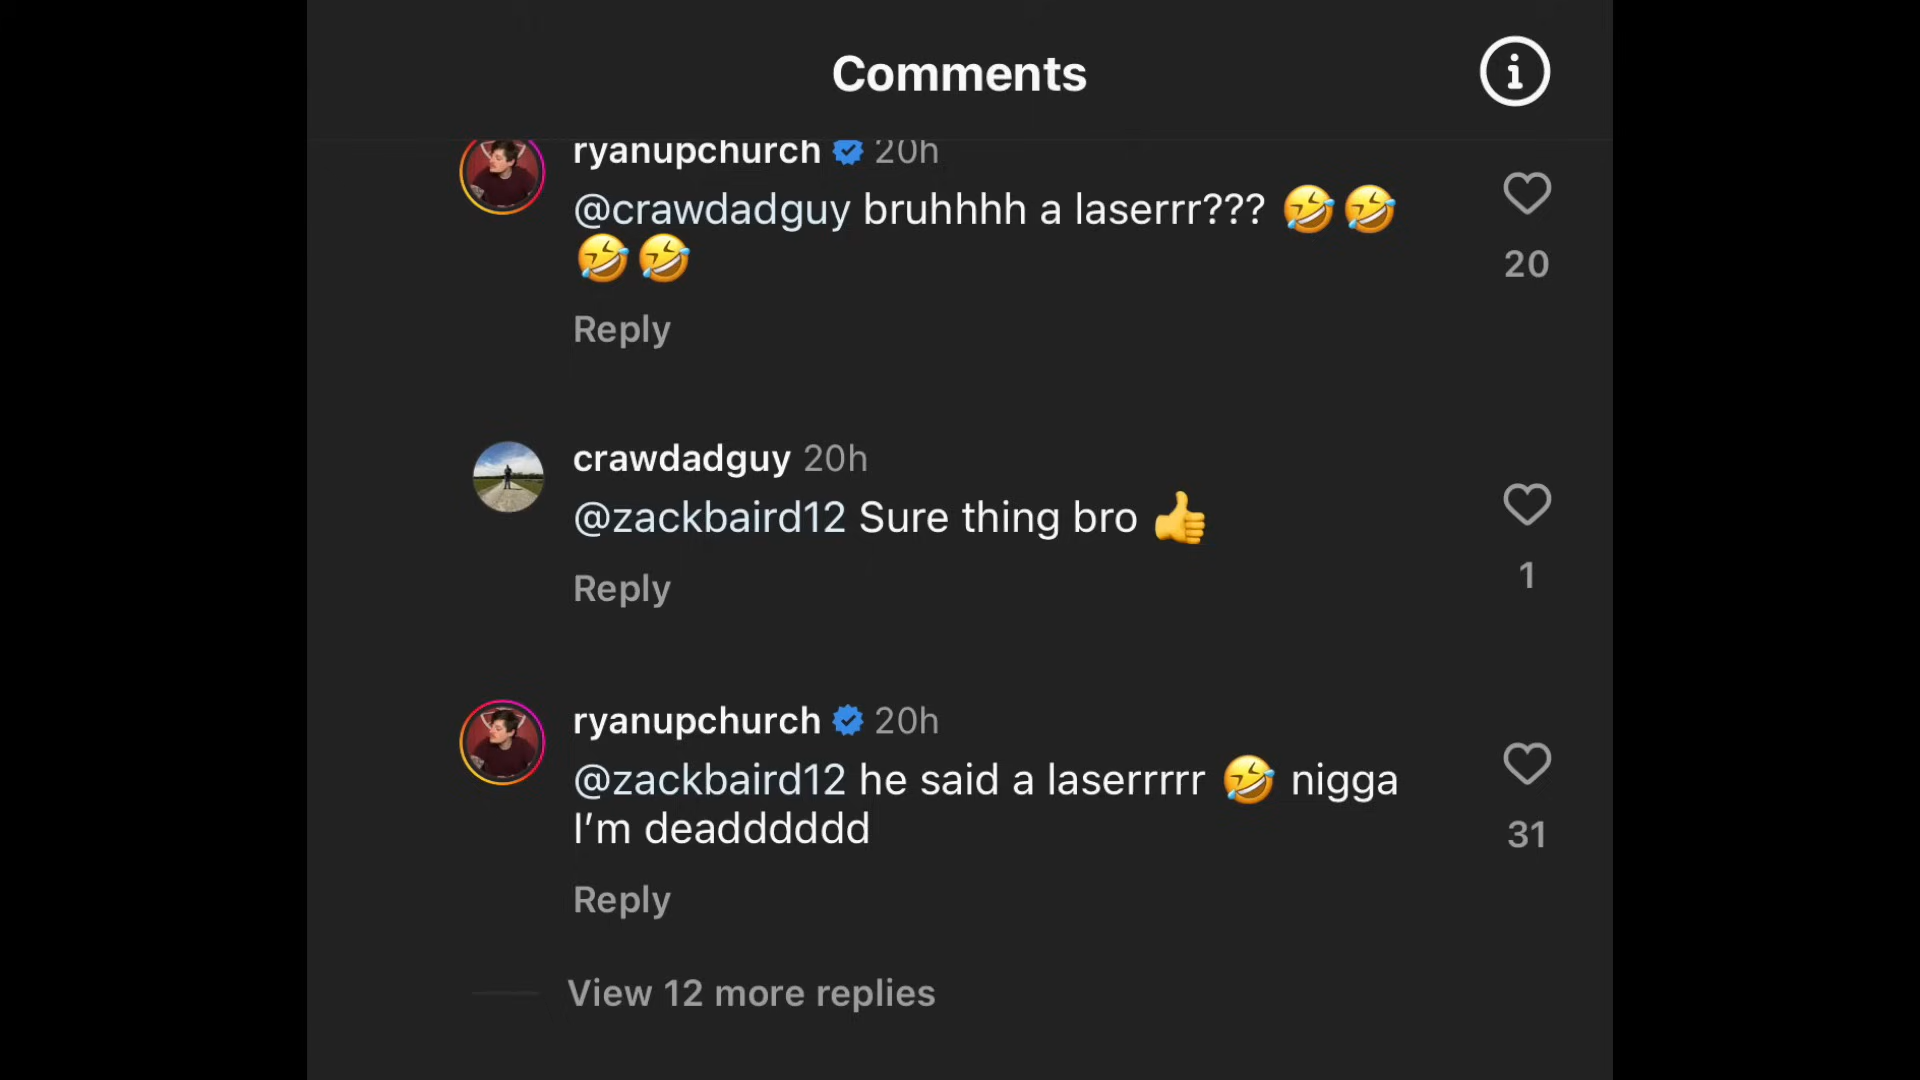 Comments
ryanupchurch 20h
@crawdadguy bruhhhh a laserrr??? 🤣🤣
🤣🤣
20
Reply
crawdadguy 20h
@zackbaird12 Sure thing bro 👍
1
Reply
ryanupchurch 20h
@zackbaird12 he said a laserrrrr 🤣 nigga
I'm deadddddd
31
Reply
View 12 more replies